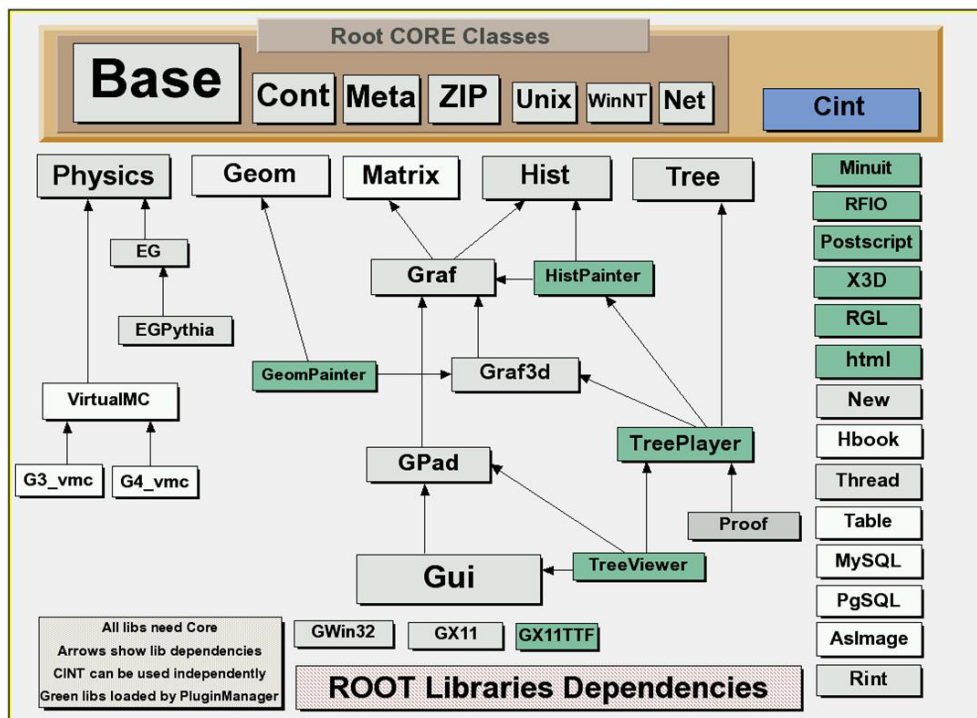 Root CORE Classes
Base
Cont
Meta
ZIP
Unix
WinNT
Net
Cint
Physics
Geom
Matrix
Hist
Tree
Minuit
RFIO
Postscript
X3D
RGL
html
New
Hbook
Thread
Table
MySQL
PgSQL
AsImage
Rint
EG
EGPythia
Graf
HistPainter
GeomPainter
Graf3d
VirtualMC
G3_vmc
G4_vmc
GPad
TreePlayer
Proof
Gui
TreeViewer
GWin32
GX11
GX11TTF
All libs need Core
Arrows show lib dependencies
CINT can be used independently
Green libs loaded by PluginManager
ROOT Libraries Dependencies